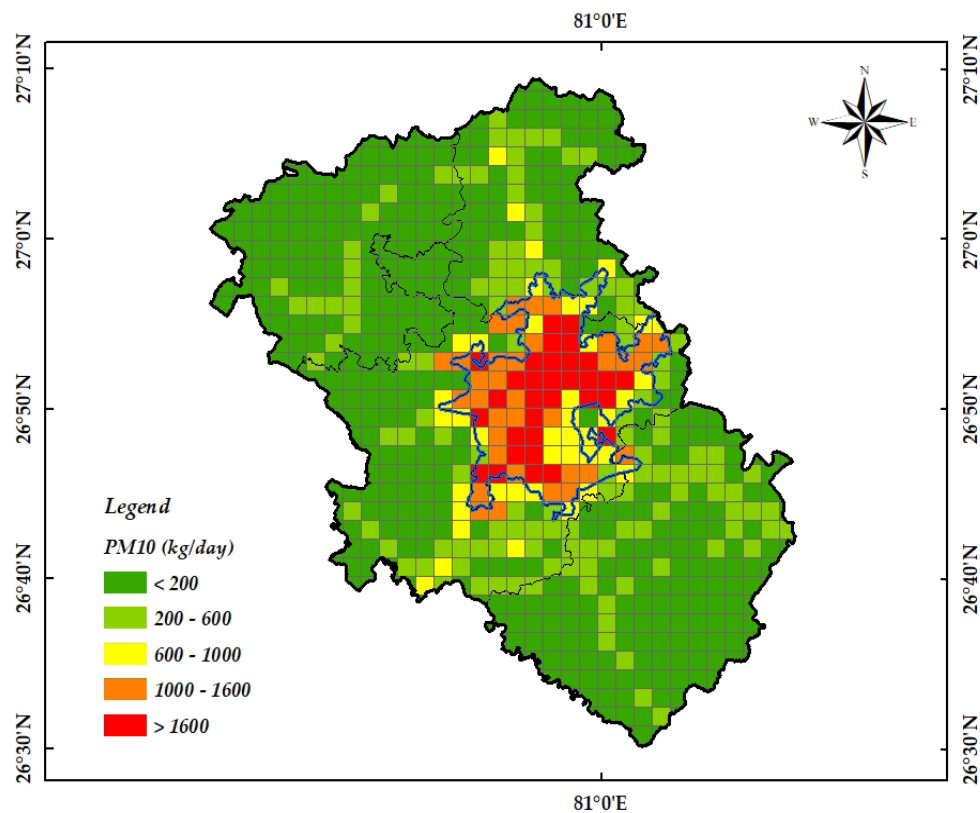 81°0'E
27°10'N
27°10'N
N
W
E
S
27°0'N
27°0'N
26°50'N
26°50'N
Legend
PM10 (kg/day)
< 200
200 - 600
600 - 1000
1000 - 1600
> 1600
26°40'N
26°40'N
26°30'N
26°30'N
81°0'E